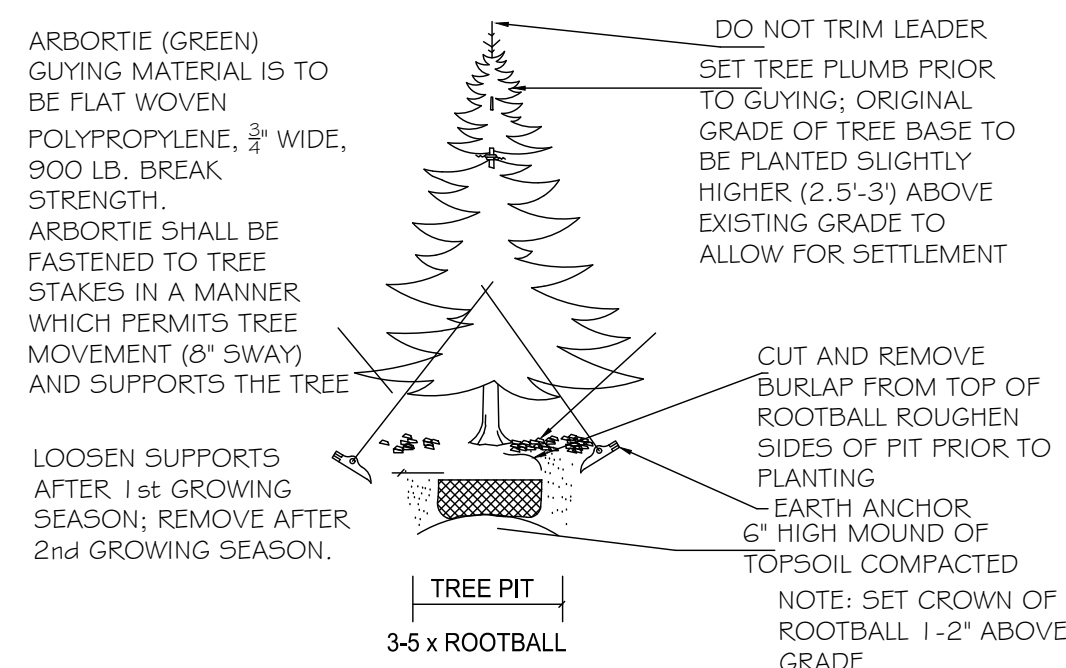 ARBORTIE (GREEN)
GUYING MATERIAL IS TO
BE FLAT WOVEN
POLYPROPYLENE, 3/4" WIDE,
900 LB. BREAK
STRENGTH.
ARBORTIE SHALL BE
FASTENED TO TREE
STAKES IN A MANNER
WHICH PERMITS TREE
MOVEMENT (8" SWAY)
AND SUPPORTS THE TREE
LOOSEN SUPPORTS
AFTER 1st GROWING
SEASON; REMOVE AFTER
2nd GROWING SEASON.
DO NOT TRIM LEADER
SET TREE PLUMB PRIOR
TO GUYING; ORIGINAL
GRADE OF TREE BASE TO
BE PLANTED SLIGHTLY
HIGHER (2.5'-3') ABOVE
EXISTING GRADE TO
ALLOW FOR SETTLEMENT
CUT AND REMOVE
BURLAP FROM TOP OF
ROOTBALL ROUGHEN
SIDES OF PIT PRIOR TO
PLANTING
EARTH ANCHOR
6" HIGH MOUND OF
TOPSOIL COMPACTED
NOTE: SET CROWN OF
ROOTBALL 1-2" ABOVE
GRADE
TREE PIT
3-5 x ROOTBALL